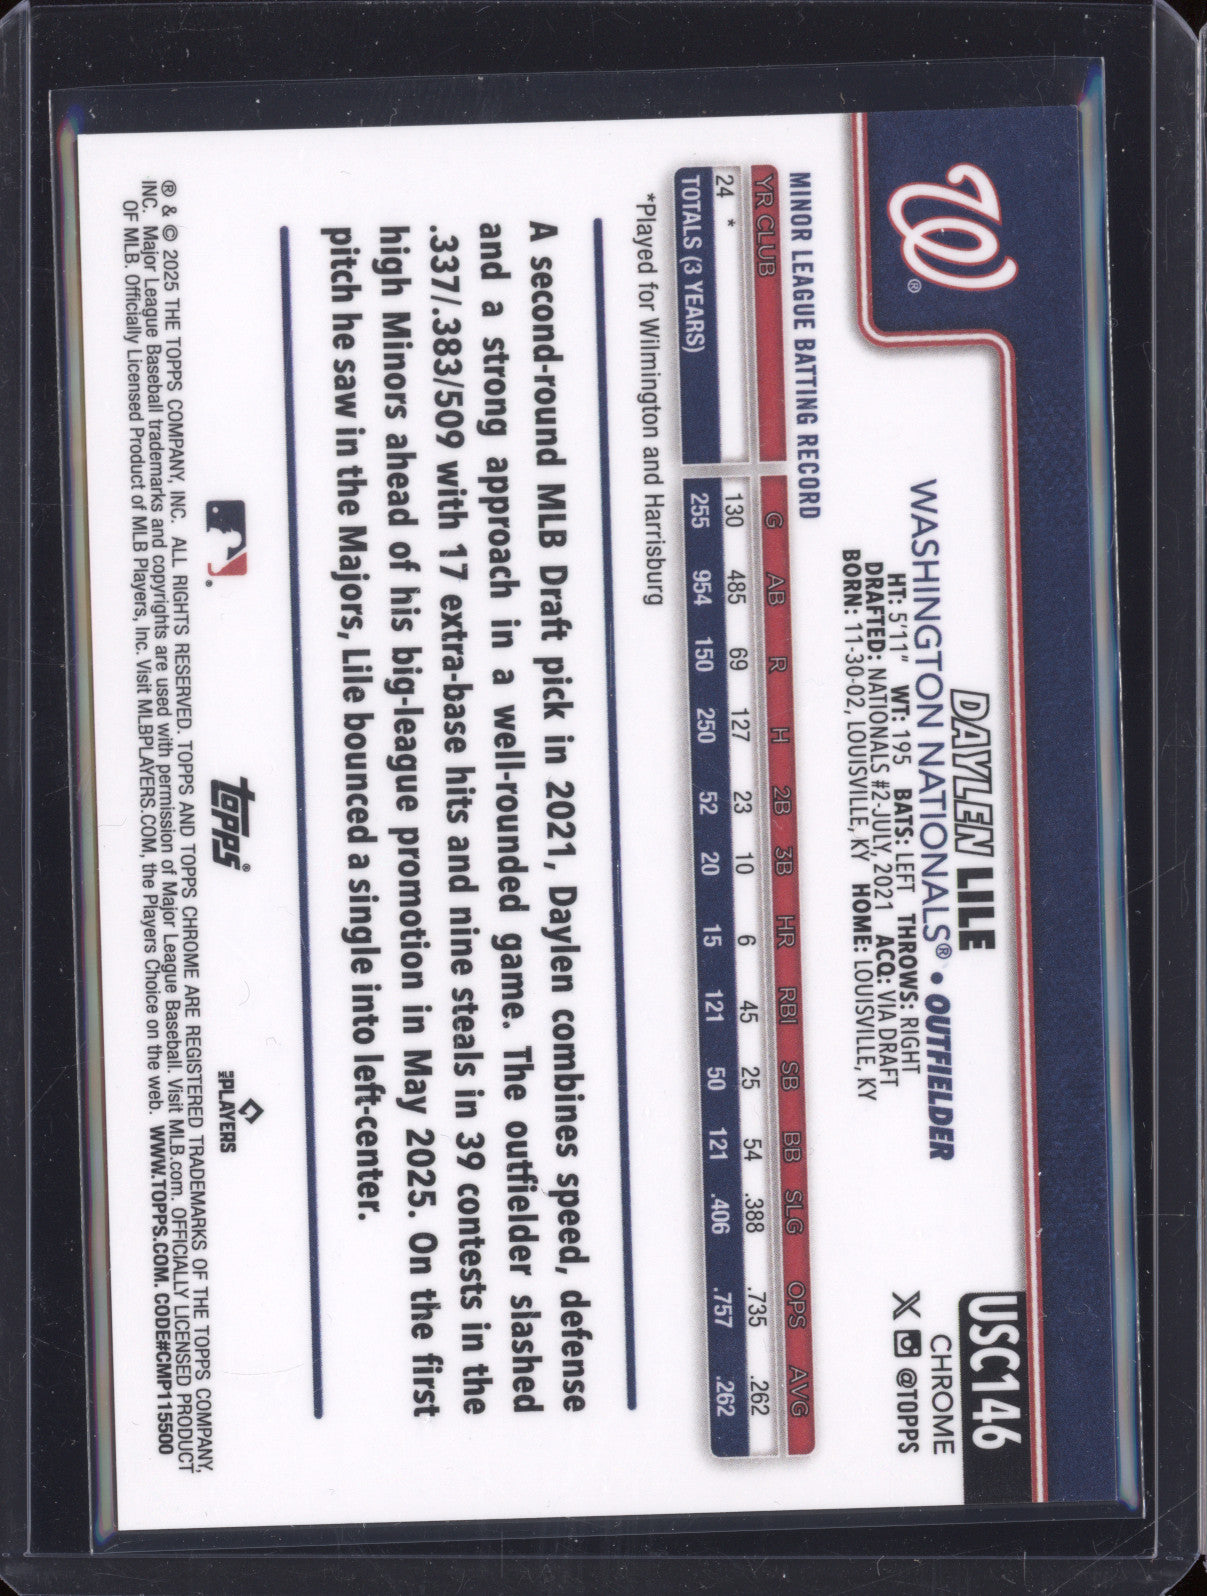 W®
DAYLEN LILE
WASHINGTON NATIONALS® • OUTFIELDER
HT: 5'11" WT: 195 BATS: LEFT THROWS: RIGHT
DRAFTED: NATIONALS #2-JULY, 2021 ACQ: VIA DRAFT
BORN: 11-30-02, LOUISVILLE, KY HOME: LOUISVILLE, KY
USC146
CHROME
X @TOPPS
MINOR LEAGUE BATTING RECORD
YR CLUB G AB R H 2B 3B HR RBI SB BB SLG OPS AVG
24 * 130 485 69 127 23 10 6 45 25 54 .388 .735 .262
TOTALS (3 YEARS) 255 954 150 250 52 20 15 121 50 121 .406 .757 .262
*Played for Wilmington and Harrisburg
A second-round MLB Draft pick in 2021, Daylen combines speed, defense
and a strong approach in a well-rounded game. The outfielder slashed
.337/.383/509 with 17 extra-base hits and nine steals in 39 contests in the
high Minors ahead of his big-league promotion in May 2025. On the first
pitch he saw in the Majors, Lile bounced a single into left-center.
® topps® MLB PLAYERS
® & © 2025 THE TOPPS COMPANY, INC. ALL RIGHTS RESERVED. TOPPS AND TOPPS CHROME ARE REGISTERED TRADEMARKS OF THE TOPPS COMPANY,
INC. Major League Baseball trademarks and copyrights are used with permission of Major League Baseball. Visit MLB.com. OFFICIALLY LICENSED PRODUCT
OF MLB. Officially Licensed Product of MLB Players, Inc. Visit MLBPLAYERS.COM, the Players Choice on the web. WWW.TOPPS.COM. CODE#CMP115500